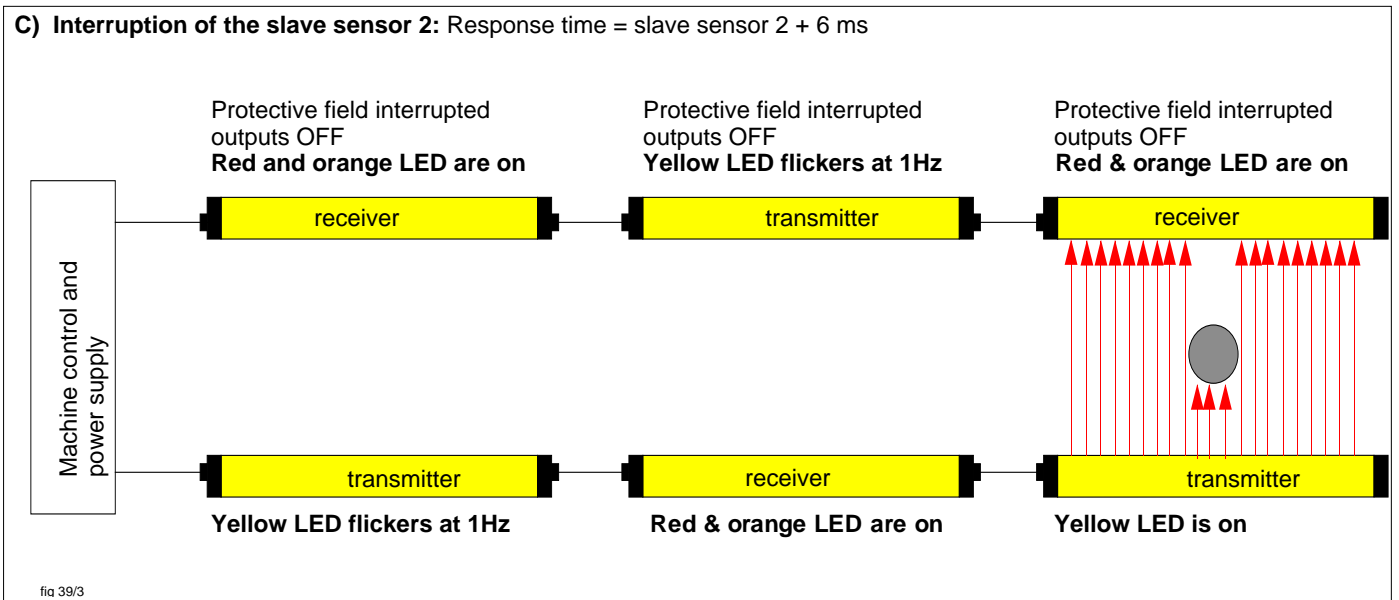 C) Interruption of the slave sensor 2: Response time = slave sensor 2 + 6 ms
Protective field interrupted
outputs OFF
Red and orange LED are on
Protective field interrupted
outputs OFF
Yellow LED flickers at 1Hz
Protective field interrupted
outputs OFF
Red & orange LED are on
Machine control and
power supply
receiver
transmitter
receiver
transmitter
receiver
transmitter
Yellow LED flickers at 1Hz
Red & orange LED are on
Yellow LED is on
fig 39/3